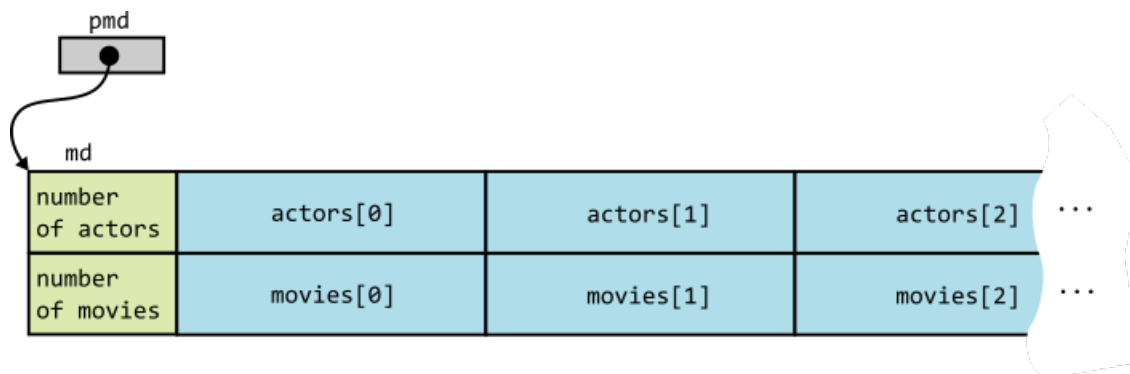 pmd
md
number
of actors
actors[0]
actors[1]
actors[2]
...
number
of movies
movies[0]
movies[1]
movies[2]
...